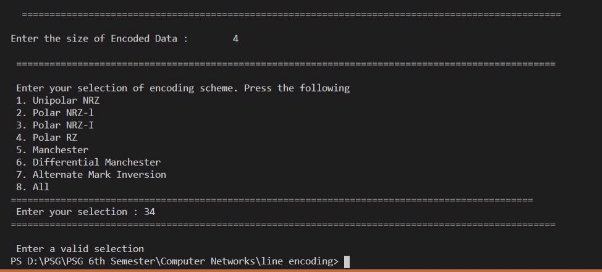 ================================================================================================
Enter the size of Encoded Data :        4
================================================================================================
Enter your selection of encoding scheme. Press the following
1. Unipolar NRZ
2. Polar NRZ-l
3. Polar NRZ-I
4. Polar RZ
5. Manchester
6. Differential Manchester
7. Alternate Mark Inversion
8. All
=============================================================================================
Enter your selection : 34
=================================================================================================
Enter a valid selection
PS D:\PSG\PSG 6th Semester\Computer Networks\line encoding>